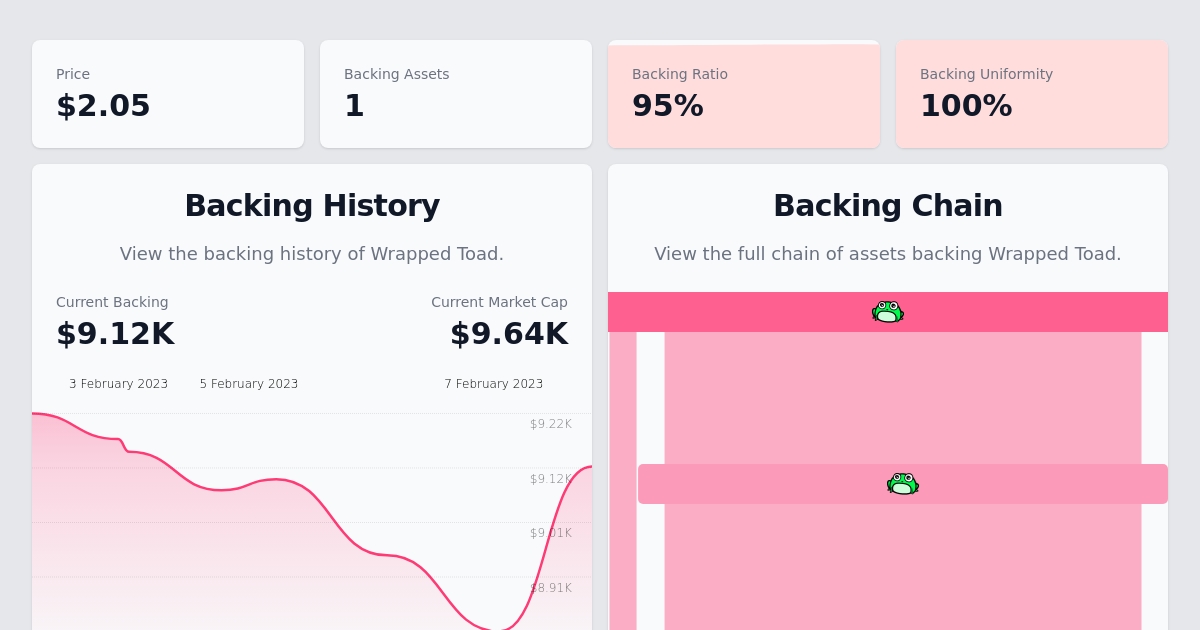 Price
$2.05
Backing Assets
1
Backing Ratio
95%
Backing Uniformity
100%
Backing History
View the backing history of Wrapped Toad.
Current Backing
$9.12K
Current Market Cap
$9.64K
3 February 2023
5 February 2023
7 February 2023
$9.22K
$9.12K
$9.01K
$8.91K
Backing Chain
View the full chain of assets backing Wrapped Toad.